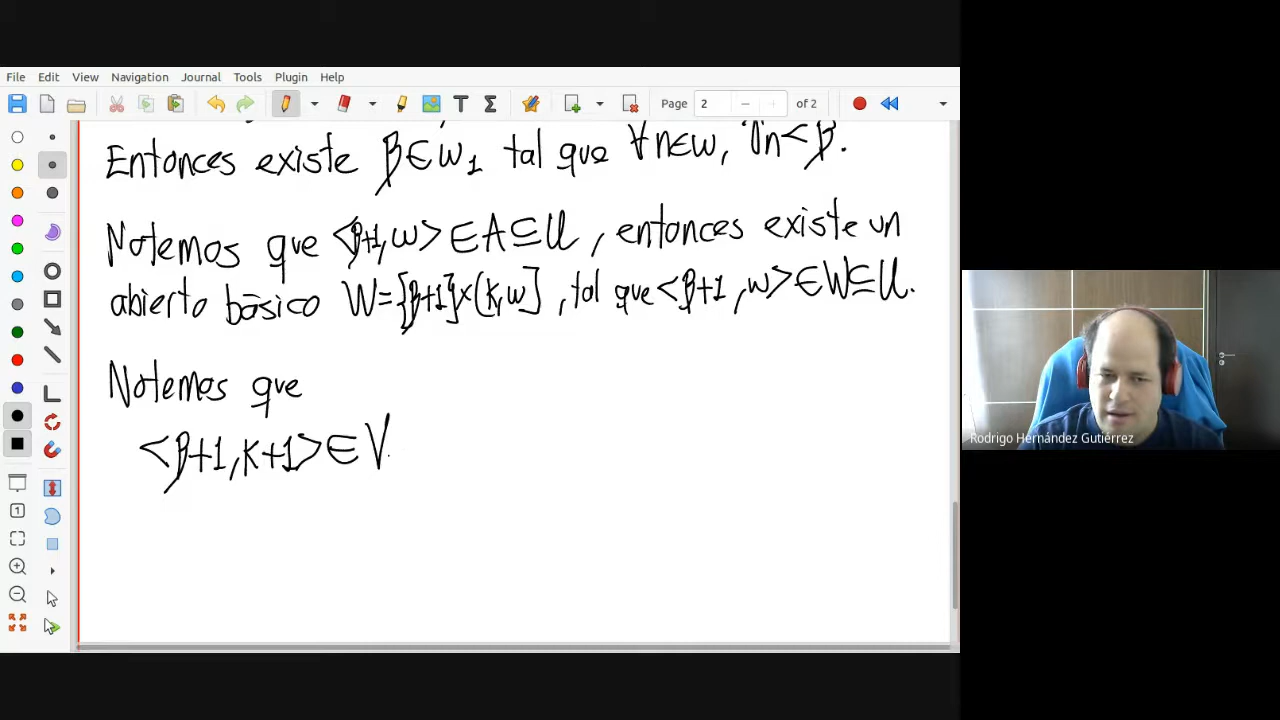 File Edit View Navigation Journal Tools Plugin Help
Page 2 of 2
Entonces existe β∈ω₁ tal que ∀n∈ω, γn<β.
Notemos que <β+1,ω>∈A⊆U, entonces existe un
abierto básico W={β+1}×(k,ω], tal que <β+1,ω>∈W⊆U.
Notemos que
<β+1,k+1>∈V
Rodrigo Hernández Gutiérrez